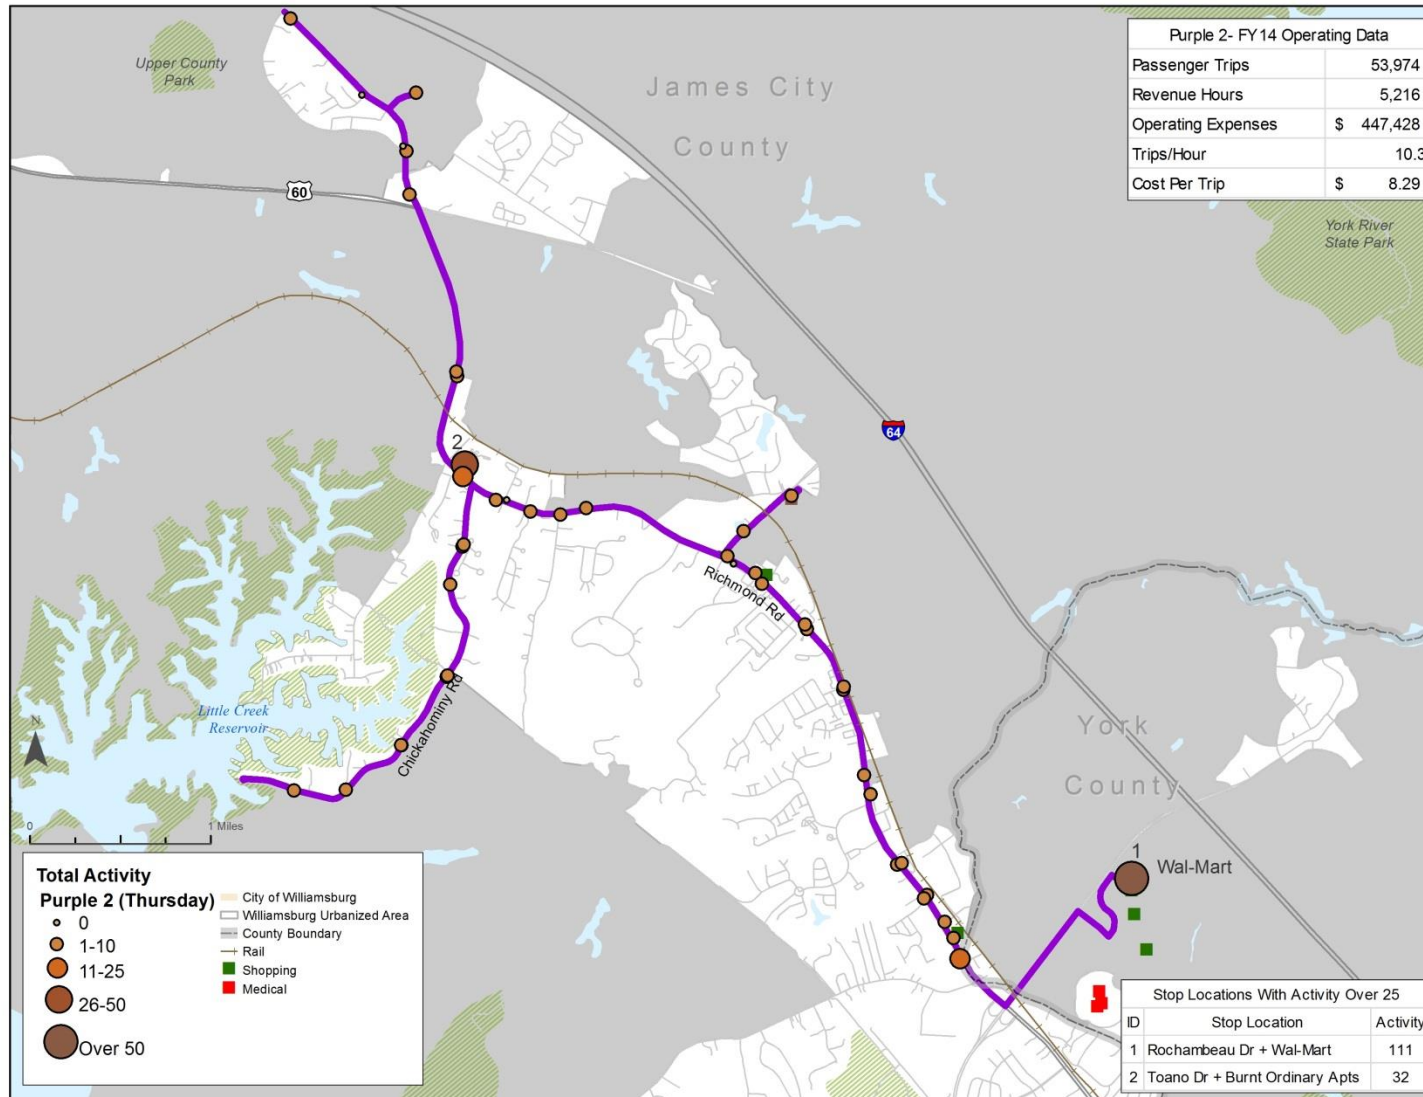 Purple 2- FY14 Operating Data
Passenger Trips 53,974
Revenue Hours 5,216
Operating Expenses $ 447,428
Trips/Hour 10.3
Cost Per Trip $ 8.29
Upper County
Park
James City
County
60
York River
State Park
64
2
Richmond Rd
Chickahominy Rd
Little Creek
Reservoir
N
York
County
0 1 Miles
1
Wal-Mart
Total Activity
Purple 2 (Thursday)
0
1-10
11-25
26-50
Over 50
City of Williamsburg
Williamsburg Urbanized Area
County Boundary
Rail
Shopping
Medical
Stop Locations With Activity Over 25
ID Stop Location Activity
1 Rochambeau Dr + Wal-Mart 111
2 Toano Dr + Burnt Ordinary Apts 32